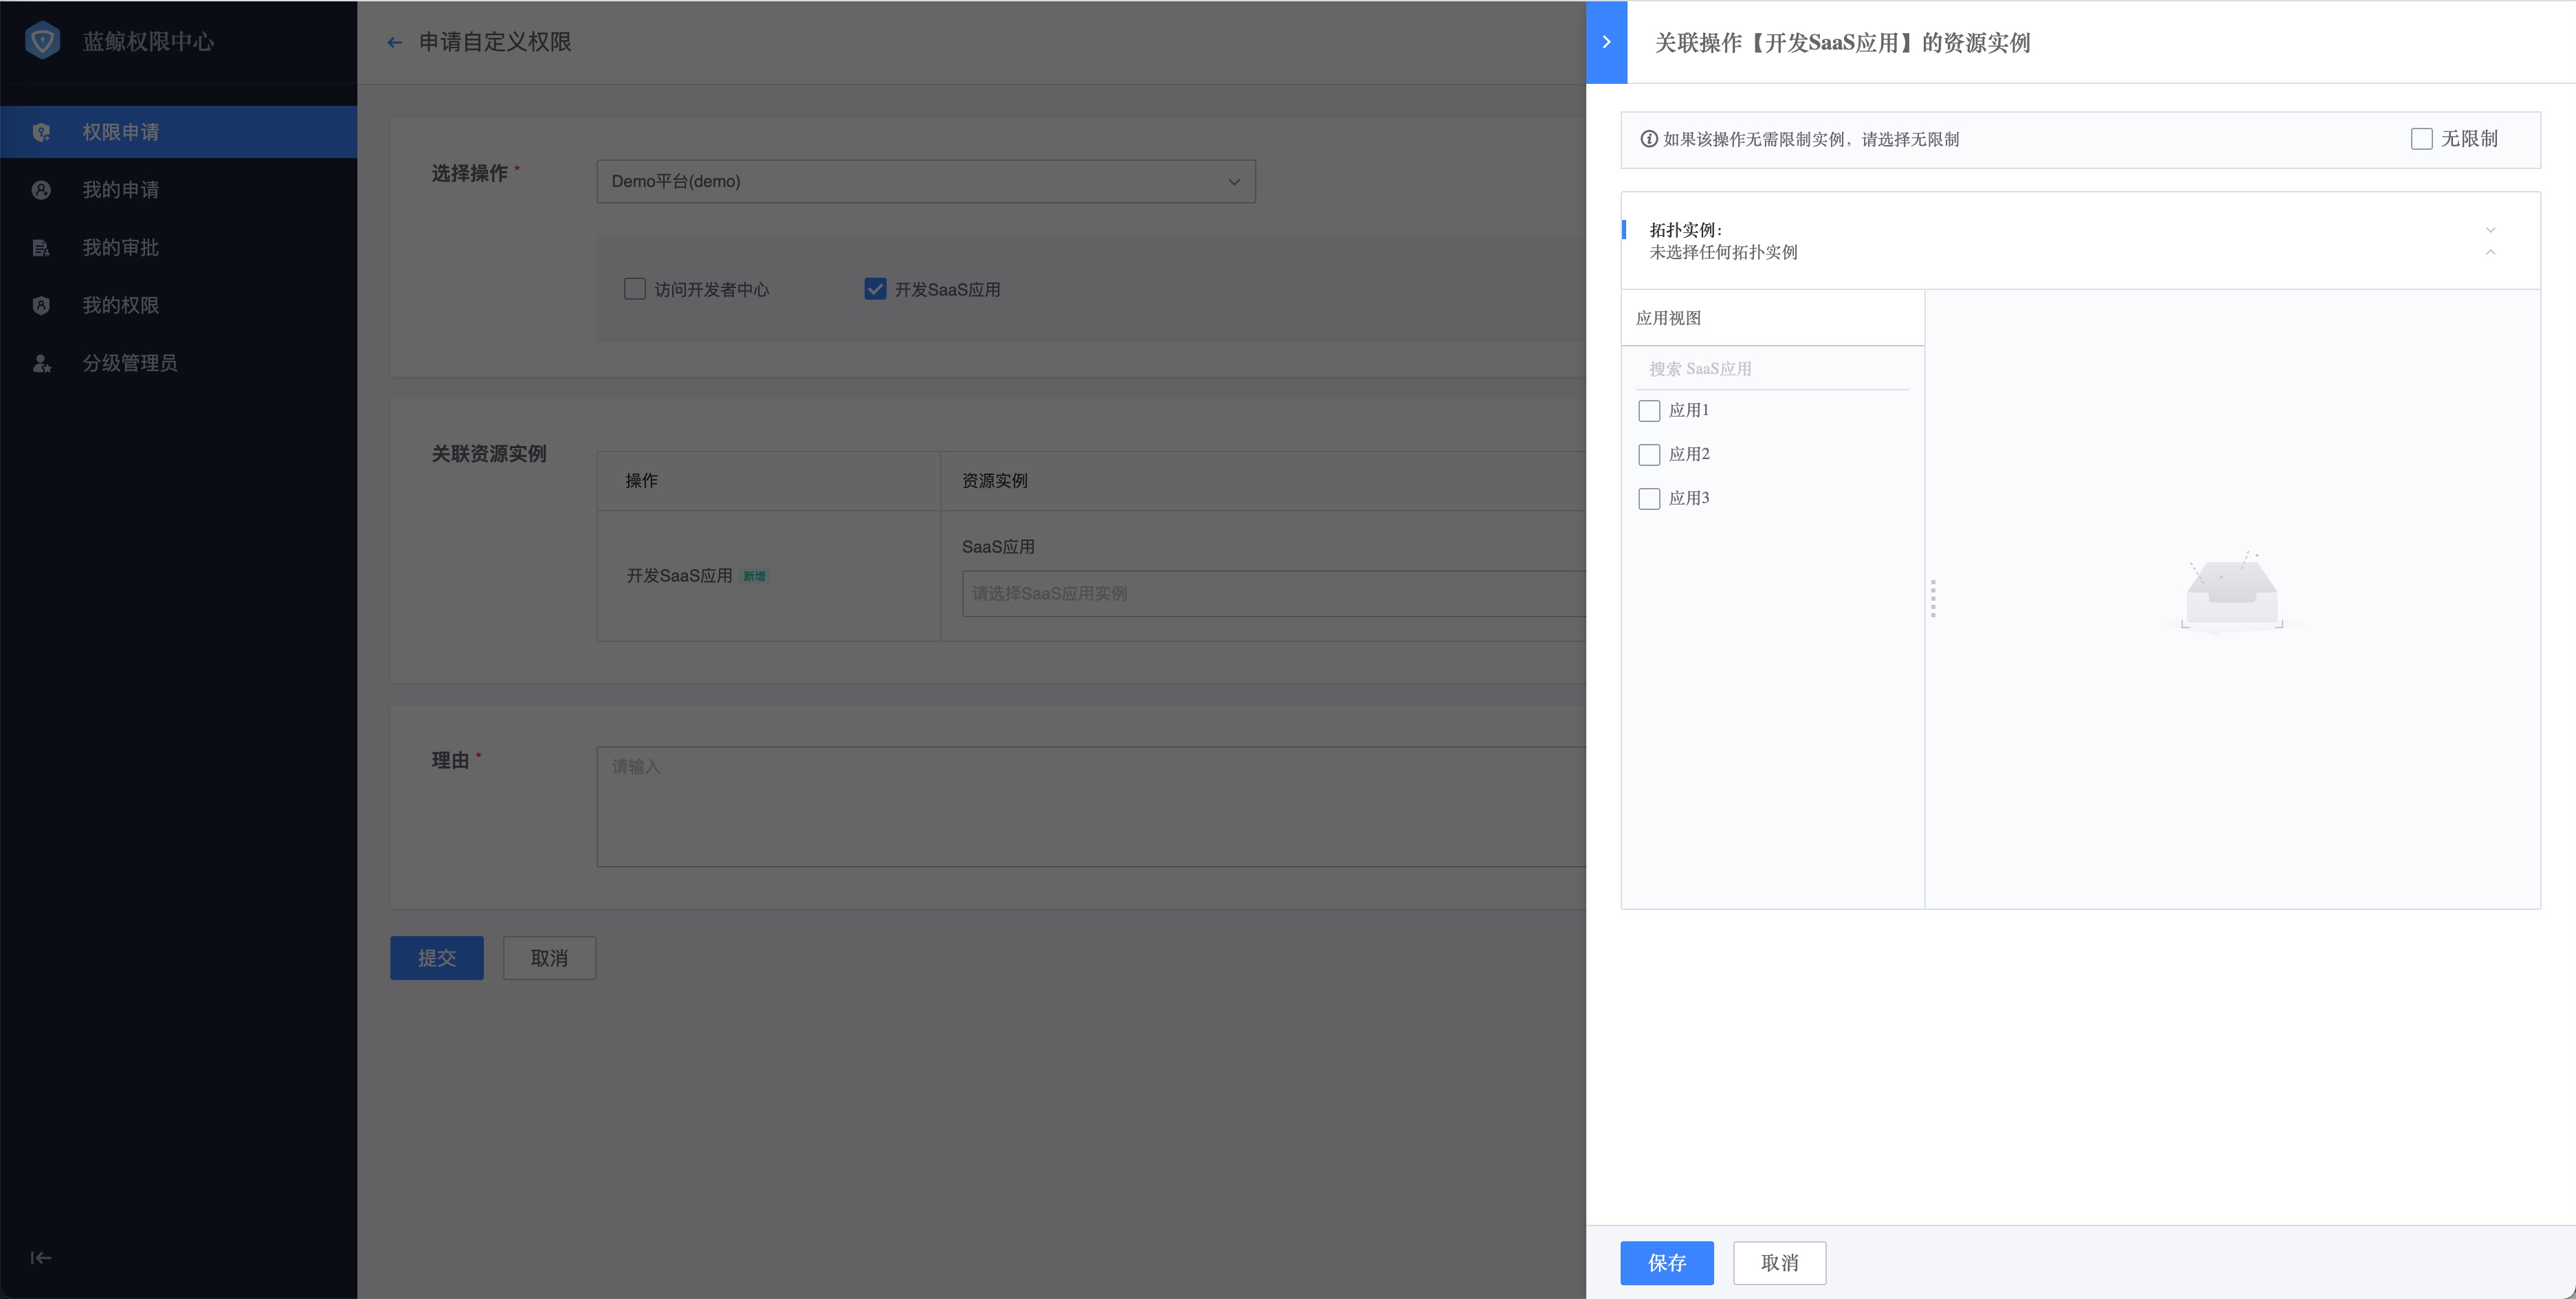 蓝鲸权限中心
权限申请
我的申请
我的审批
我的权限
分级管理员
申请自定义权限
选择操作 *
Demo平台(demo)
访问开发者中心
开发SaaS应用
关联资源实例
操作
资源实例
开发SaaS应用 新增
SaaS应用
请选择SaaS应用实例
理由 *
请输入
提交
取消
关联操作【开发SaaS应用】的资源实例
如果该操作无需限制实例，请选择无限制
无限制
拓扑实例：
未选择任何拓扑实例
应用视图
搜索 SaaS应用
应用1
应用2
应用3
保存
取消